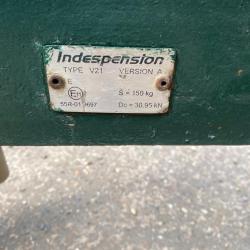 Indespension
TYPE V21 VERSION A
E
S = 150 kg
55R-01 1697 Dc = 30.95 kN